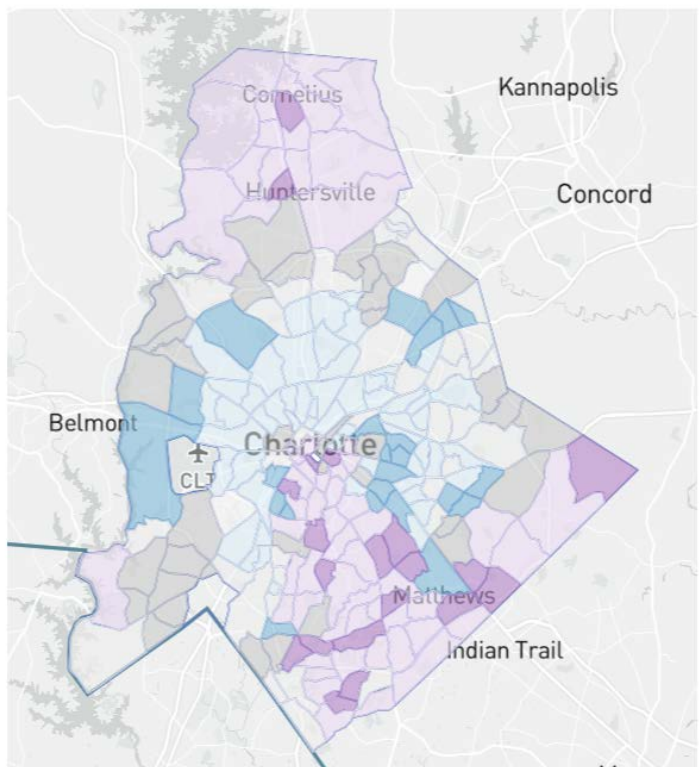 Cornelius
Kannapolis
Huntersville
Concord
Belmont
Charlotte
CLT
Matthews
Indian Trail